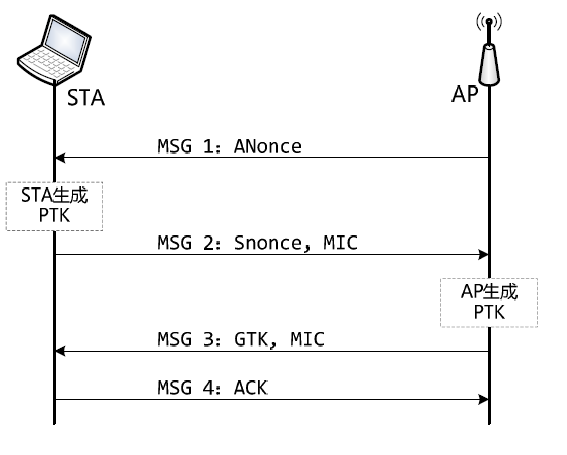 STA
AP
MSG 1: ANonce
STA生成
PTK
MSG 2: Snonce, MIC
AP生成
PTK
MSG 3: GTK, MIC
MSG 4: ACK